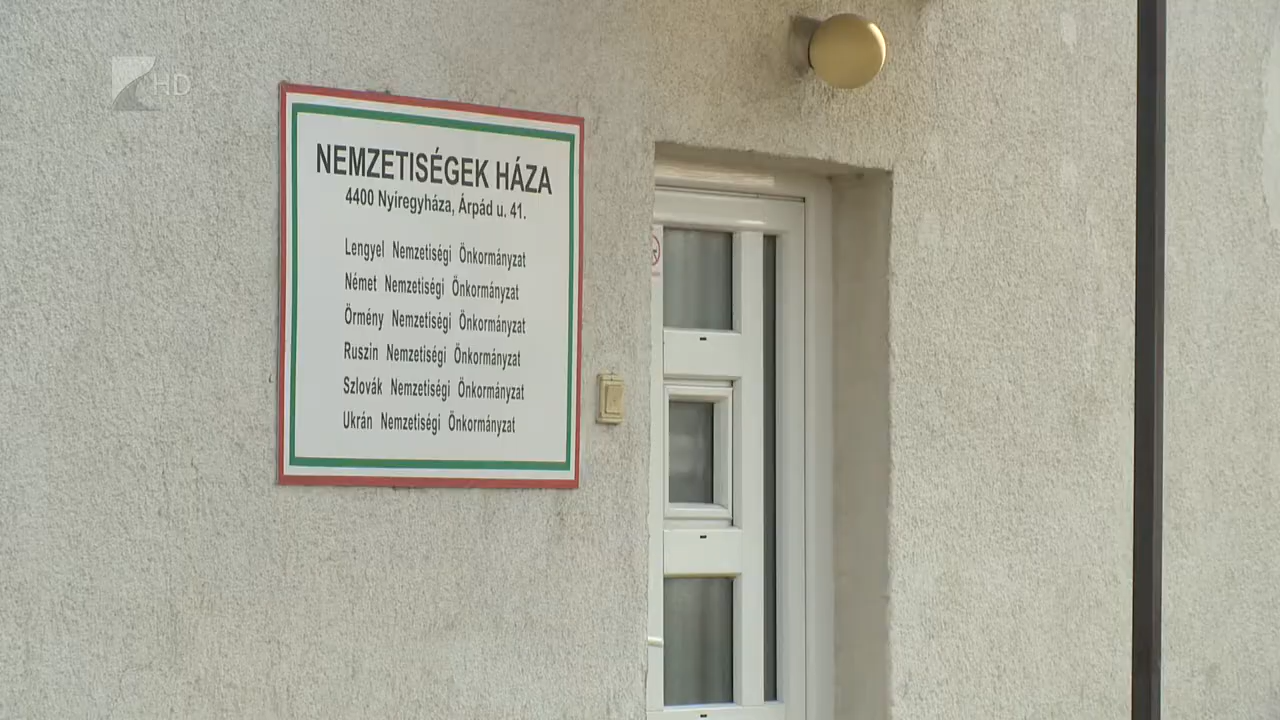 HD
NEMZETISÉGEK HÁZA
4400 Nyíregyháza, Árpád u. 41.
Lengyel Nemzetiségi Önkormányzat
Német Nemzetiségi Önkormányzat
Örmény Nemzetiségi Önkormányzat
Ruszin Nemzetiségi Önkormányzat
Szlovák Nemzetiségi Önkormányzat
Ukrán Nemzetiségi Önkormányzat